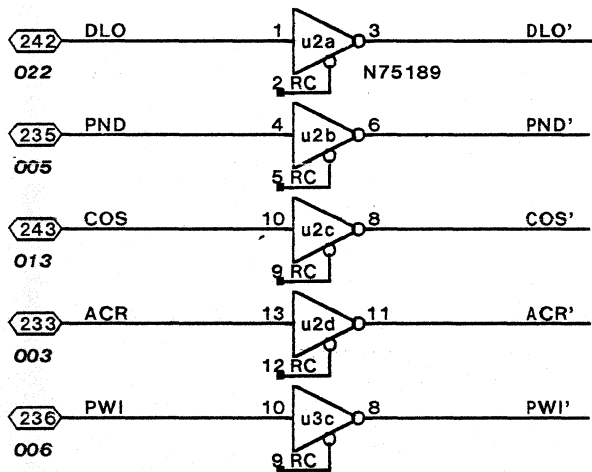 242 DLO 1 u2a 3 DLO'
022 2 RC N75189
235 PND 4 u2b 6 PND'
005 5 RC
243 COS 10 u2c 8 COS'
013 9 RC
233 ACR 13 u2d 11 ACR'
003 12 RC
236 PWI 10 u3c 8 PWI'
006 9 RC